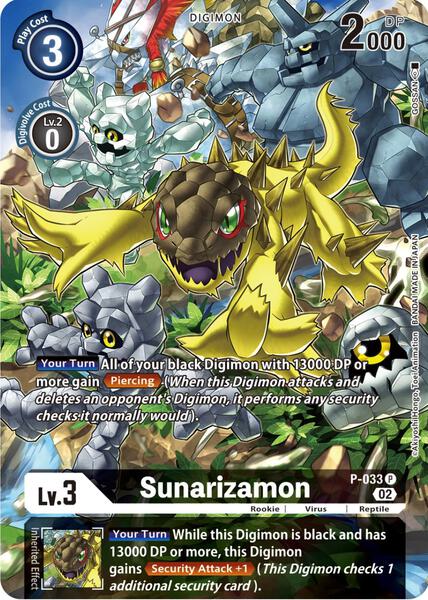 Play Cost
3
DIGIMON
DP
2000
Digivolve Cost
Lv.2
0
GOSSAN
©Akiyoshi Hongo, Toei Animation BANDAI MADE IN JAPAN
Your Turn All of your black Digimon with 13000 DP or
more gain Piercing (When this Digimon attacks and
deletes an opponent's Digimon, it performs any security
checks it normally would).
P-033 P
02
Lv.3
Sunarizamon
Rookie | Virus | Reptile
Inherited Effect
Your Turn While this Digimon is black and has
13000 DP or more, this Digimon
gains Security Attack +1 (This Digimon checks 1
additional security card).